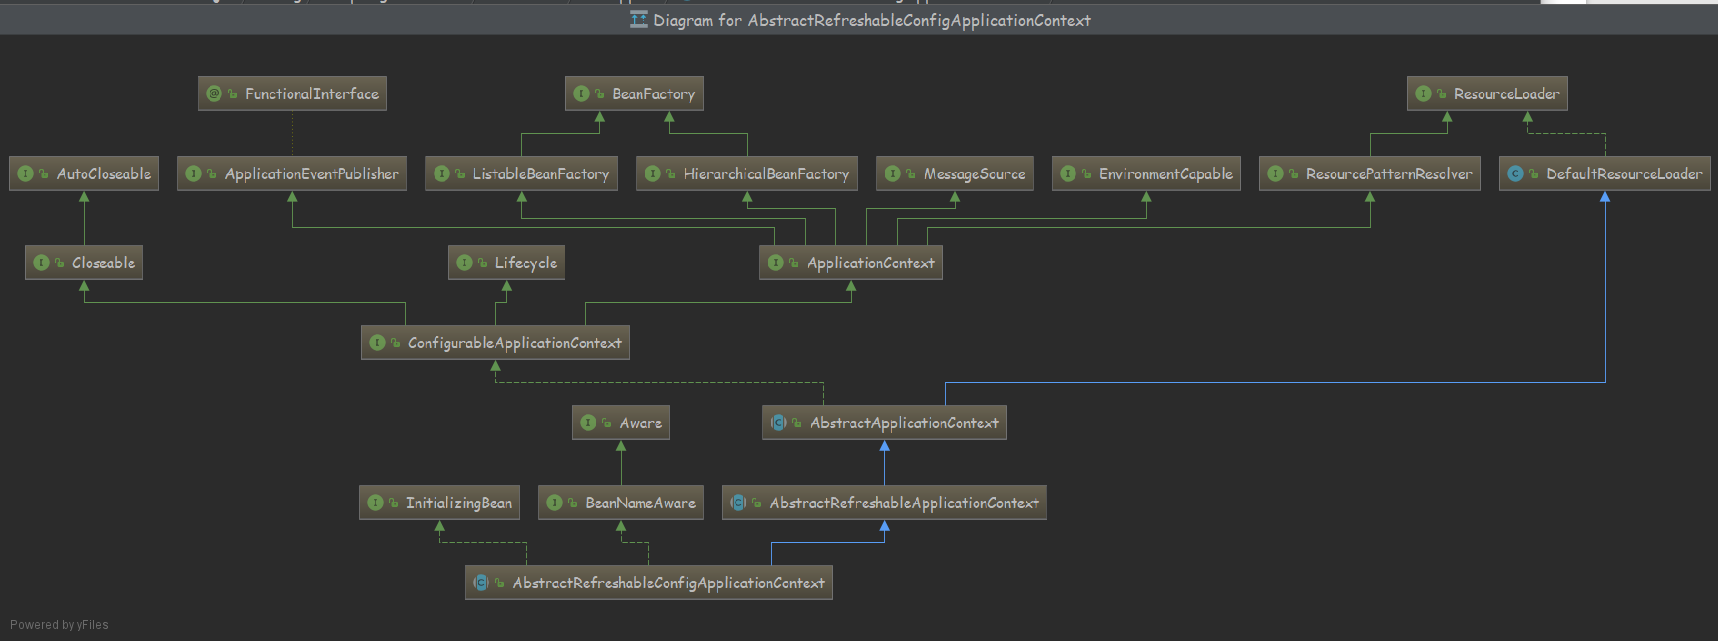 Diagram for AbstractRefreshableConfigApplicationContext
FunctionalInterface
BeanFactory
ResourceLoader
AutoCloseable
ApplicationEventPublisher
ListableBeanFactory
HierarchicalBeanFactory
MessageSource
EnvironmentCapable
ResourcePatternResolver
DefaultResourceLoader
Closeable
Lifecycle
ApplicationContext
ConfigurableApplicationContext
Aware
AbstractApplicationContext
InitializingBean
BeanNameAware
AbstractRefreshableApplicationContext
AbstractRefreshableConfigApplicationContext
Powered by yFiles